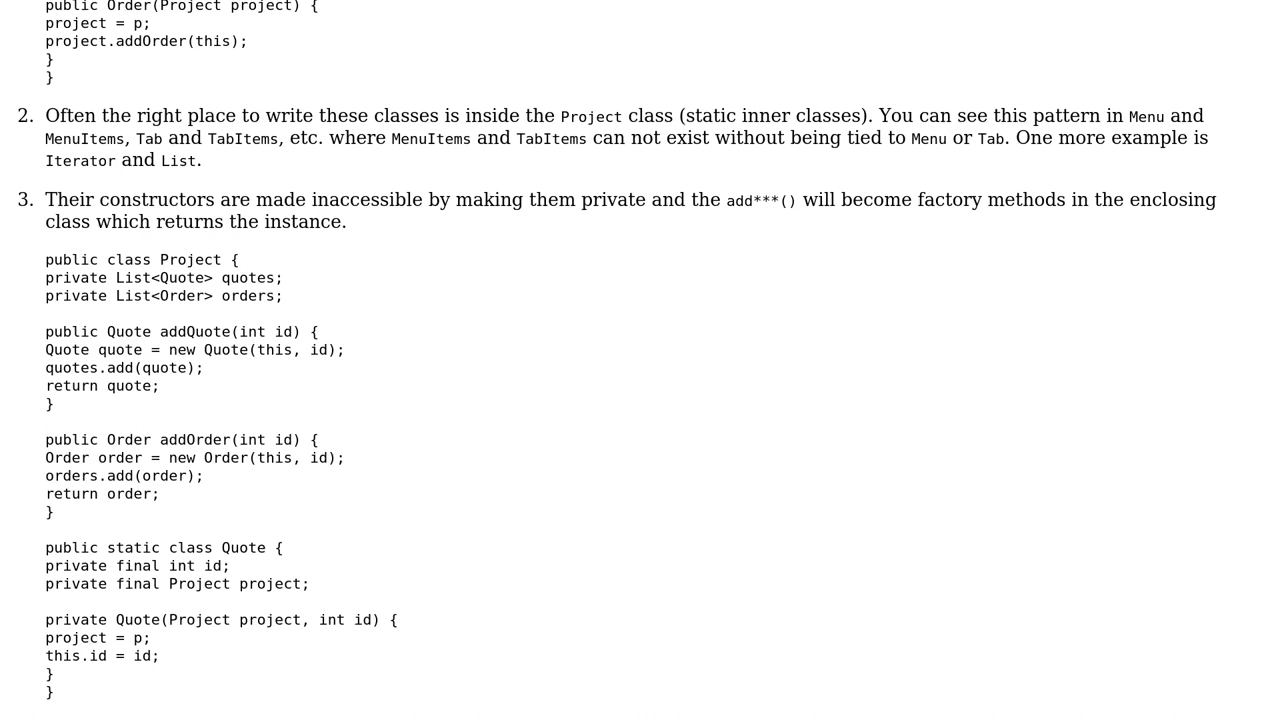 public Order(Project project) {
project = p;
project.addOrder(this);
}
}
2. Often the right place to write these classes is inside the Project class (static inner classes). You can see this pattern in Menu and
MenuItems, Tab and TabItems, etc. where MenuItems and TabItems can not exist without being tied to Menu or Tab. One more example is
Iterator and List.
3. Their constructors are made inaccessible by making them private and the add***() will become factory methods in the enclosing
class which returns the instance.
public class Project {
private List<Quote> quotes;
private List<Order> orders;
public Quote addQuote(int id) {
Quote quote = new Quote(this, id);
quotes.add(quote);
return quote;
}
public Order addOrder(int id) {
Order order = new Order(this, id);
orders.add(order);
return order;
}
public static class Quote {
private final int id;
private final Project project;
private Quote(Project project, int id) {
project = p;
this.id = id;
}
}